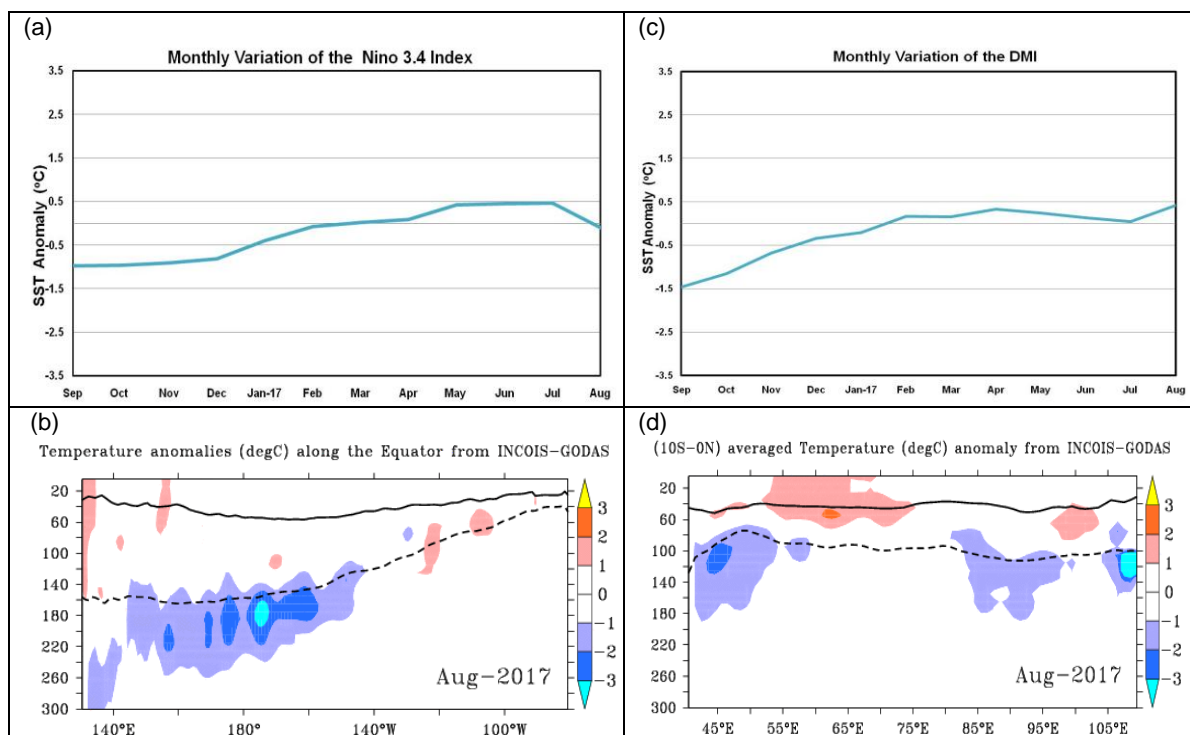 (a)
Monthly Variation of the Nino 3.4 Index
SST Anomaly (°C)
3.5
2.5
1.5
0.5
-0.5
-1.5
-2.5
-3.5
Sep Oct Nov Dec Jan-17 Feb Mar Apr May Jun Jul Aug
(c)
Monthly Variation of the DMI
SST Anomaly (°C)
3.5
2.5
1.5
0.5
-0.5
-1.5
-2.5
-3.5
Sep Oct Nov Dec Jan-17 Feb Mar Apr May Jun Jul Aug
(b)
Temperature anomalies (degC) along the Equator from INCOIS-GODAS
20
60
100
140
180
220
260
300
140°E 180° 140°W 100°W
Aug-2017
3
2
1
0
-1
-2
-3
(d)
(10S-0N) averaged Temperature (degC) anomaly from INCOIS-GODAS
20
60
100
140
180
220
260
300
45°E 55°E 65°E 75°E 85°E 95°E 105°E
Aug-2017
3
2
1
0
-1
-2
-3